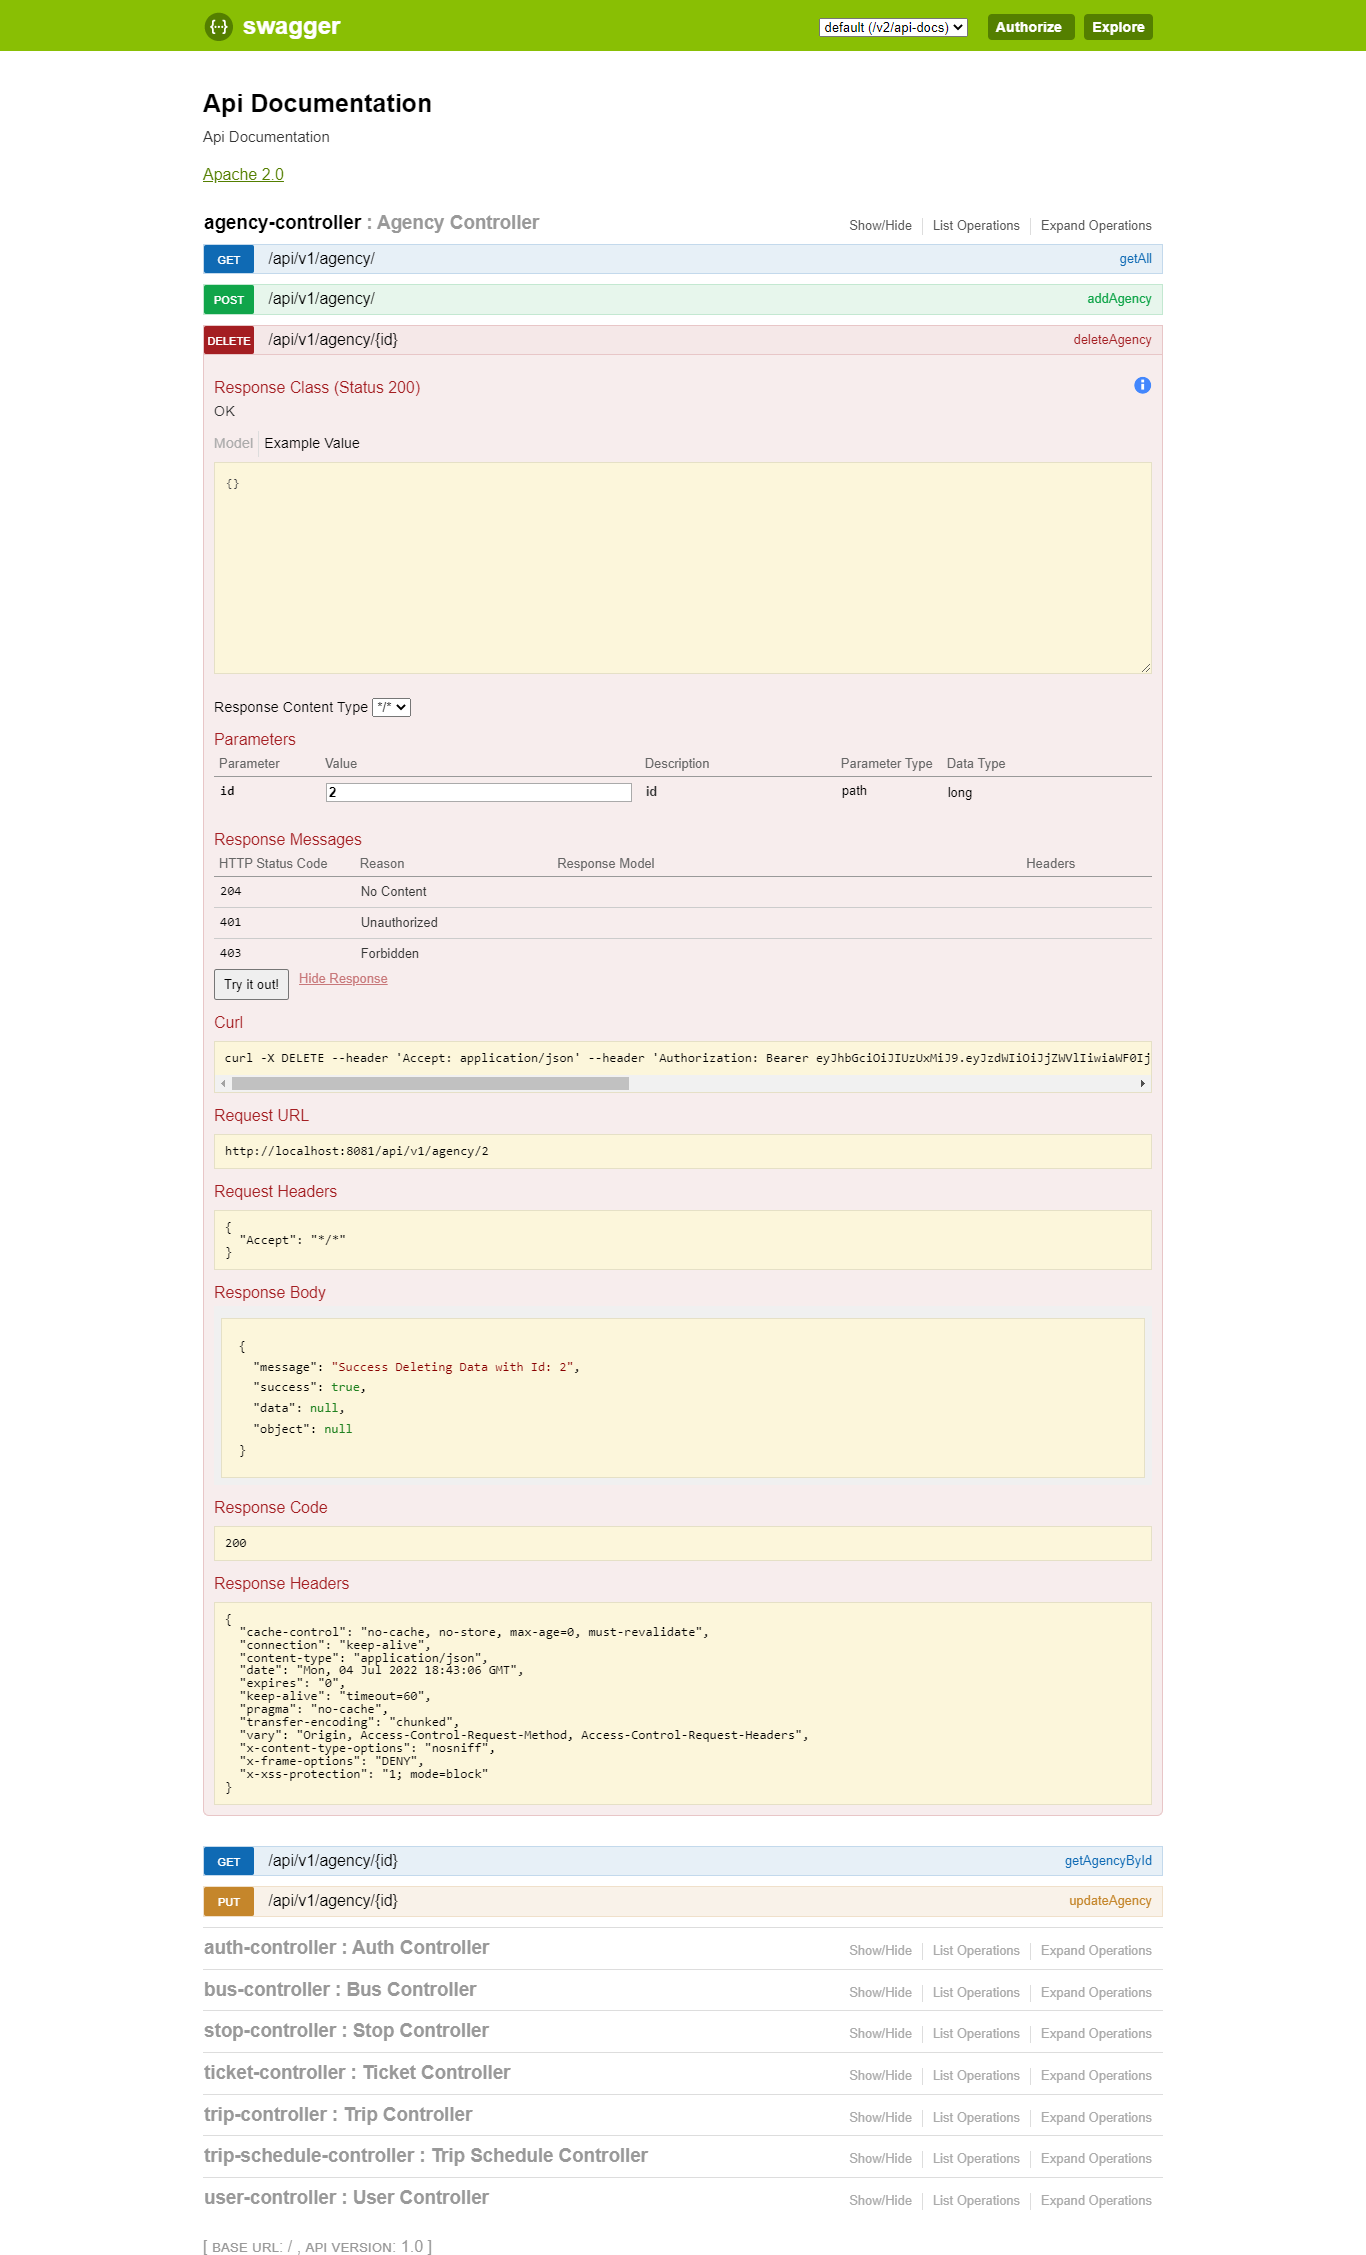 swagger
default (/v2/api-docs)
Authorize
Explore
Api Documentation
Api Documentation
Apache 2.0
agency-controller : Agency Controller
Show/Hide
List Operations
Expand Operations
GET /api/v1/agency/ getAll
POST /api/v1/agency/ addAgency
DELETE /api/v1/agency/{id} deleteAgency
Response Class (Status 200)
OK
Model Example Value
{}
Response Content Type */*
Parameters
Parameter Value Description Parameter Type Data Type
id 2 id path long
Response Messages
HTTP Status Code Reason Response Model Headers
204 No Content
401 Unauthorized
403 Forbidden
Try it out! Hide Response
Curl
curl -X DELETE --header 'Accept: application/json' --header 'Authorization: Bearer eyJhbGciOiJIUzUxMiJ9.eyJzdWIiOiJjZWVlIiwiaWF0Ij
Request URL
http://localhost:8081/api/v1/agency/2
Request Headers
{
"Accept": "*/*"
}
Response Body
{
"message": "Success Deleting Data with Id: 2",
"success": true,
"data": null,
"object": null
}
Response Code
200
Response Headers
{
"cache-control": "no-cache, no-store, max-age=0, must-revalidate",
"connection": "keep-alive",
"content-type": "application/json",
"date": "Mon, 04 Jul 2022 18:43:06 GMT",
"expires": "0",
"keep-alive": "timeout=60",
"pragma": "no-cache",
"transfer-encoding": "chunked",
"vary": "Origin, Access-Control-Request-Method, Access-Control-Request-Headers",
"x-content-type-options": "nosniff",
"x-frame-options": "DENY",
"x-xss-protection": "1; mode=block"
}
GET /api/v1/agency/{id} getAgencyById
PUT /api/v1/agency/{id} updateAgency
auth-controller : Auth Controller Show/Hide List Operations Expand Operations
bus-controller : Bus Controller Show/Hide List Operations Expand Operations
stop-controller : Stop Controller Show/Hide List Operations Expand Operations
ticket-controller : Ticket Controller Show/Hide List Operations Expand Operations
trip-controller : Trip Controller Show/Hide List Operations Expand Operations
trip-schedule-controller : Trip Schedule Controller Show/Hide List Operations Expand Operations
user-controller : User Controller Show/Hide List Operations Expand Operations
[ BASE URL: / , API VERSION: 1.0 ]